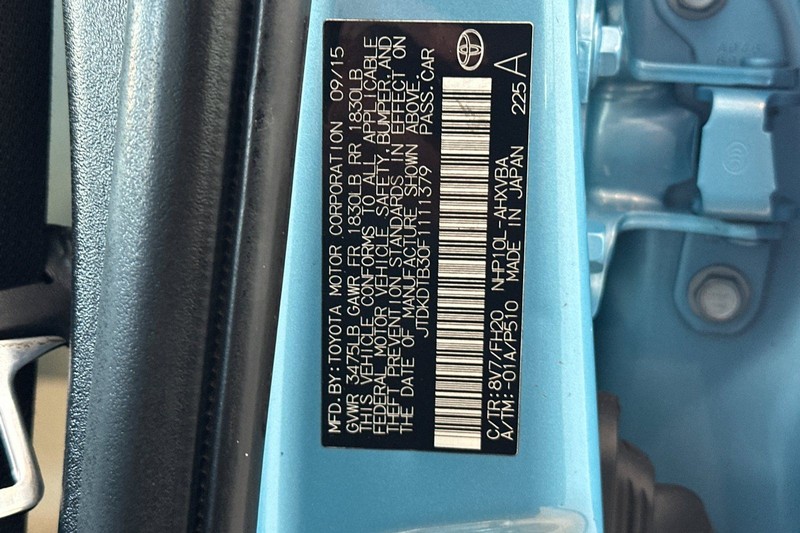 MFD.BY:TOYOTA MOTOR CORPORATION 09/15
GVWR 3475LB GAWR FR 1830LB RR 1830LB
THIS VEHICLE CONFORMS TO ALL APPLICABLE
FEDERAL MOTOR VEHICLE SAFETY, BUMPER, AND
THEFT PREVENTION STANDARDS IN EFFECT ON
THE DATE OF MANUFACTURE SHOWN ABOVE.
JTDKDTB30F1111379 PASS.CAR
C/TR:8V7/FH20 NHP10L-AHXVBA
A/TM:-01A/P510 MADE IN JAPAN 225 A